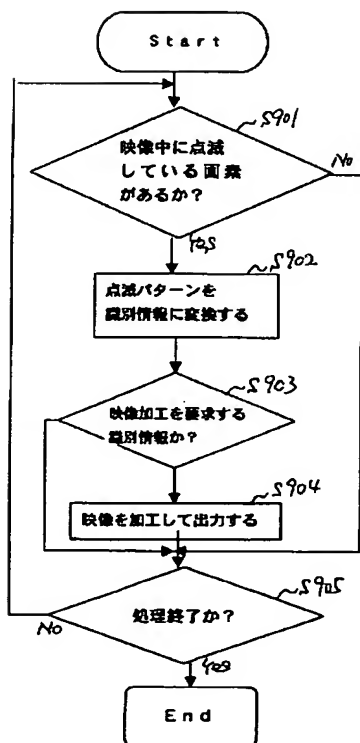 Start
S901
映像中に点滅
している画素
があるか?
No
Yes
S902
点滅パターンを
識別情報に変換する
S903
映像加工を要求する
識別情報か?
S904
映像を加工して出力する
S905
処理終了か?
No
Yes
End